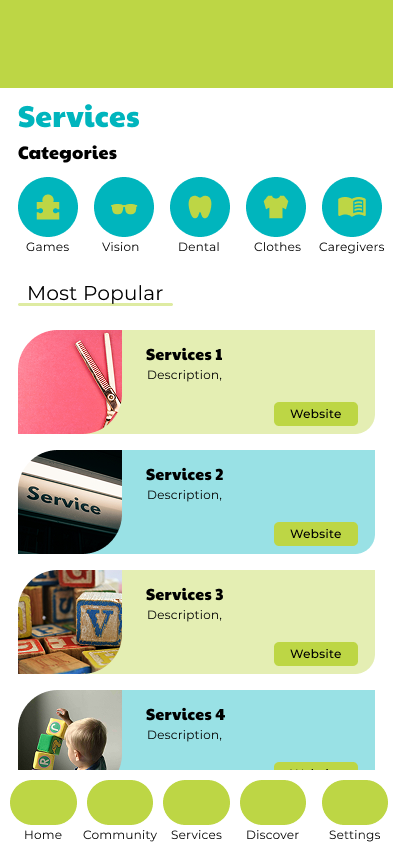 Services
Categories
Games Vision Dental Clothes Caregivers
Most Popular
Services 1
Description,
Website
Service
Services 2
Description,
Website
V
Services 3
Description,
Website
C
R
Services 4
Description,
Home Community Services Discover Settings